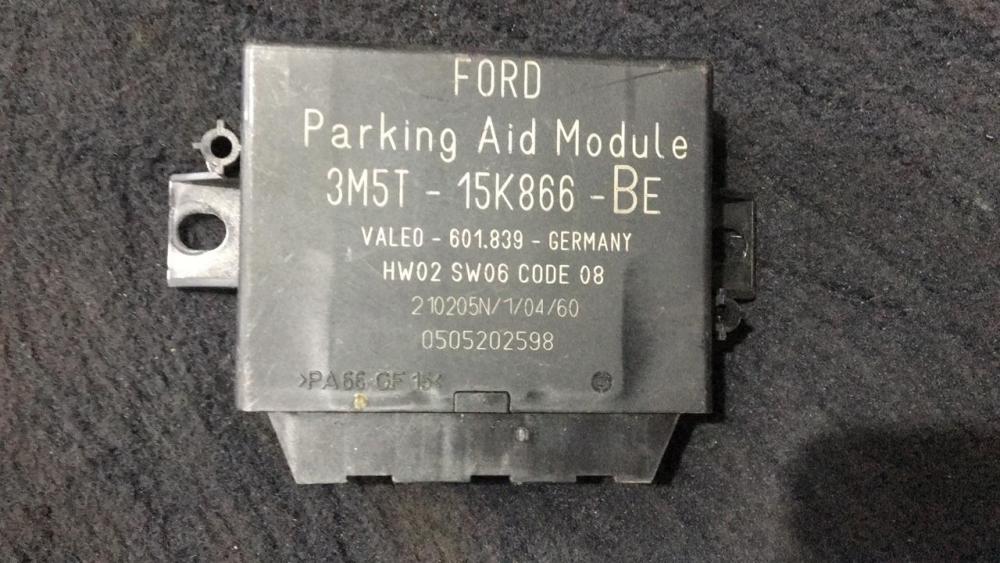 FORD
Parking Aid Module
3M5T - 15K866 - BE
VALEO - 601.839 - GERMANY
HW02 SW06 CODE 08
210205N/1/04/60
0505202598
>PA66-GF15<